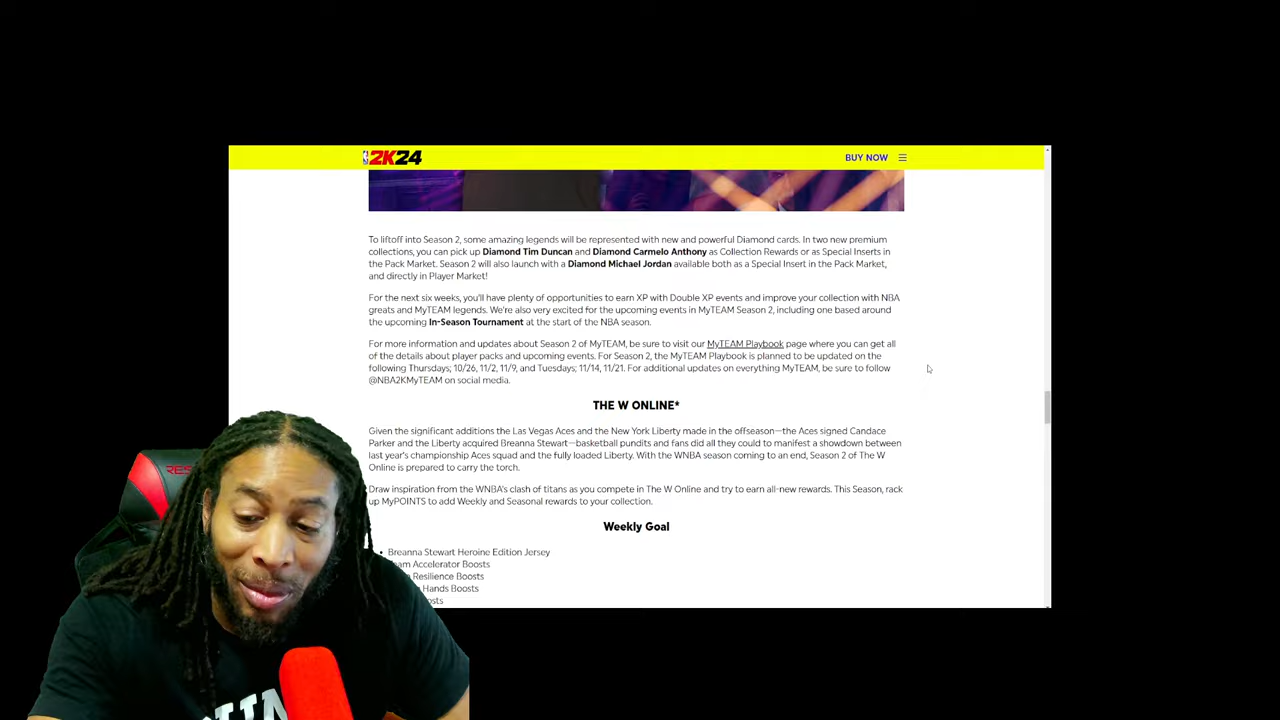 2K24
BUY NOW
To liftoff into Season 2, some amazing legends will be represented with new and powerful Diamond cards. In two new premium
collections, you can pick up Diamond Tim Duncan and Diamond Carmelo Anthony as Collection Rewards or as Special Inserts in
the Pack Market. Season 2 will also launch with a Diamond Michael Jordan available both as a Special Insert in the Pack Market,
and directly in Player Market!
For the next six weeks, you'll have plenty of opportunities to earn XP with Double XP events and improve your collection with NBA
greats and MyTEAM legends. We're also very excited for the upcoming events in MyTEAM Season 2, including one based around
the upcoming In-Season Tournament at the start of the NBA season.
For more information and updates about Season 2 of MyTEAM, be sure to visit our MyTEAM Playbook page where you can get all
of the details about player packs and upcoming events. For Season 2, the MyTEAM Playbook is planned to be updated on the
following Thursdays; 10/26, 11/2, 11/9, and Tuesdays; 11/14, 11/21. For additional updates on everything MyTEAM, be sure to follow
@NBA2KMyTEAM on social media.
THE W ONLINE*
Given the significant additions the Las Vegas Aces and the New York Liberty made in the offseason—the Aces signed Candace
Parker and the Liberty acquired Breanna Stewart—basketball pundits and fans did all they could to manifest a showdown between
last year's championship Aces squad and the fully loaded Liberty. With the WNBA season coming to an end, Season 2 of The W
Online is prepared to carry the torch.
Draw inspiration from the WNBA's clash of titans as you compete in The W Online and try to earn all-new rewards. This Season, rack
up MyPOINTS to add Weekly and Seasonal rewards to your collection.
Weekly Goal
• Breanna Stewart Heroine Edition Jersey
Accelerator Boosts
Resilience Boosts
Hands Boosts